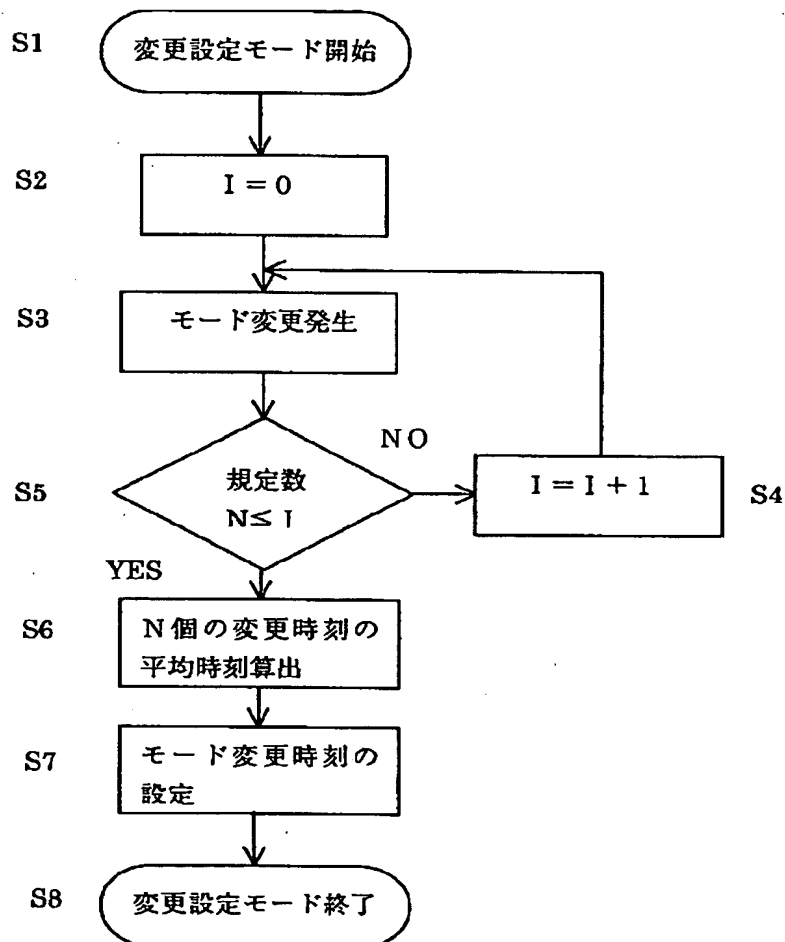 S1
変更設定モード開始
S2
I = 0
S3
モード変更発生
NO
S5
規定数
N≤ I
I = I + 1
S4
YES
S6
N個の変更時刻の
平均時刻算出
S7
モード変更時刻の
設定
S8
変更設定モード終了